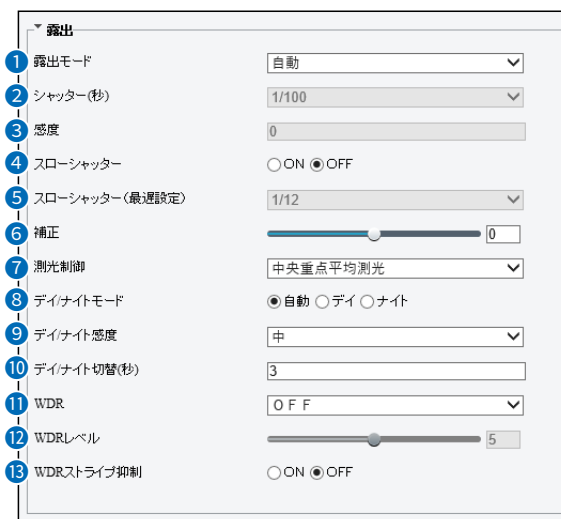 露出
1 露出モード 自動
2 シャッター(秒) 1/100
3 感度 0
4 スローシャッター ON OFF
5 スローシャッター(最遅設定) 1/12
6 補正 0
7 測光制御 中央重点平均測光
8 デイ/ナイトモード 自動 デイ ナイト
9 デイ/ナイト感度 中
10 デイ/ナイト切替(秒) 3
11 WDR OFF
12 WDRレベル 5
13 WDRストライプ抑制 ON OFF